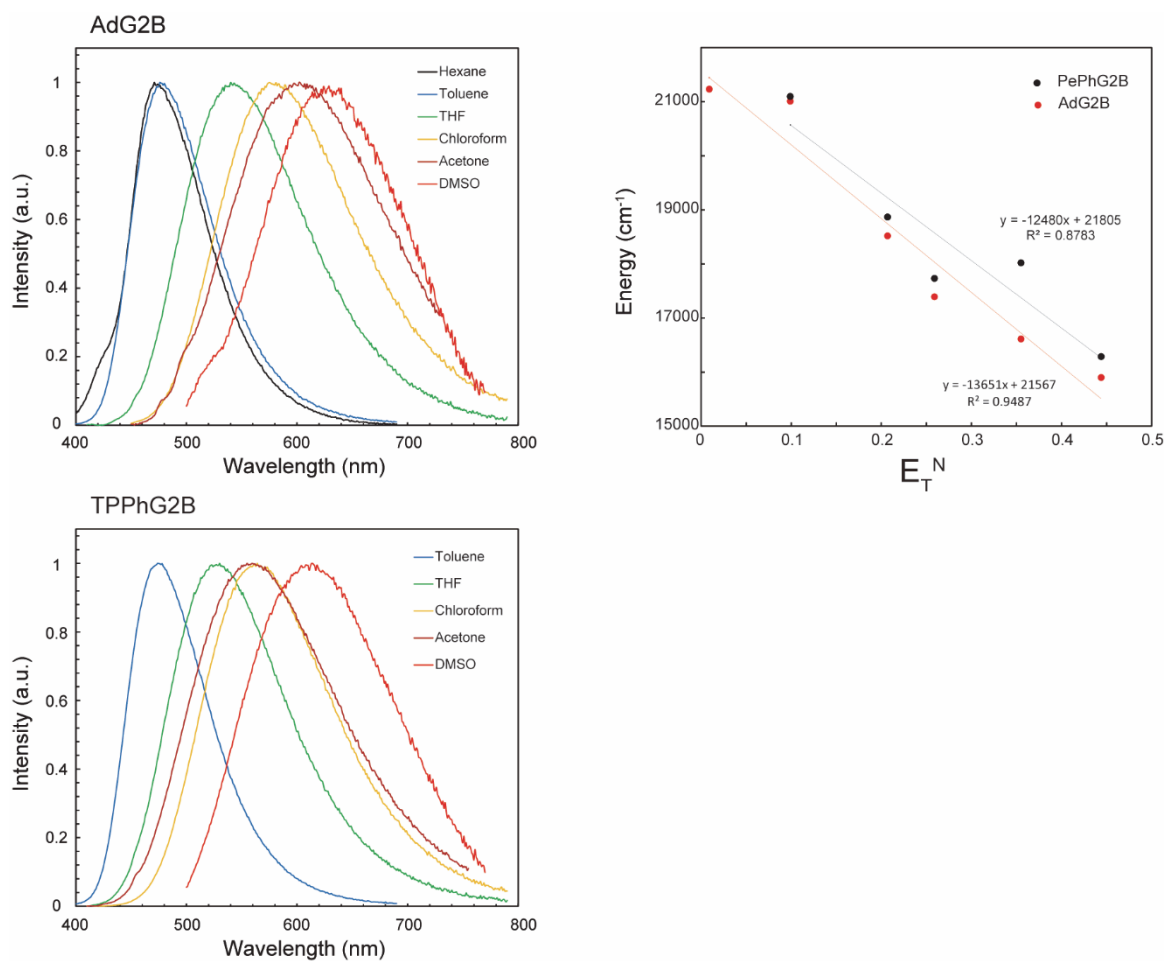 AdG2B
Hexane
Toluene
THF
Chloroform
Acetone
DMSO
1
0.8
0.6
0.4
0.2
0
400 500 600 700 800
Intensity (a.u.)
Wavelength (nm)
PePhG2B
AdG2B
21000
19000
17000
15000
y = -12480x + 21805
R² = 0.8783
y = -13651x + 21567
R² = 0.9487
0 0.1 0.2 0.3 0.4 0.5
Energy (cm⁻¹)
E_T^N
TPPhG2B
Toluene
THF
Chloroform
Acetone
DMSO
1
0.8
0.6
0.4
0.2
0
400 500 600 700 800
Intensity (a.u.)
Wavelength (nm)